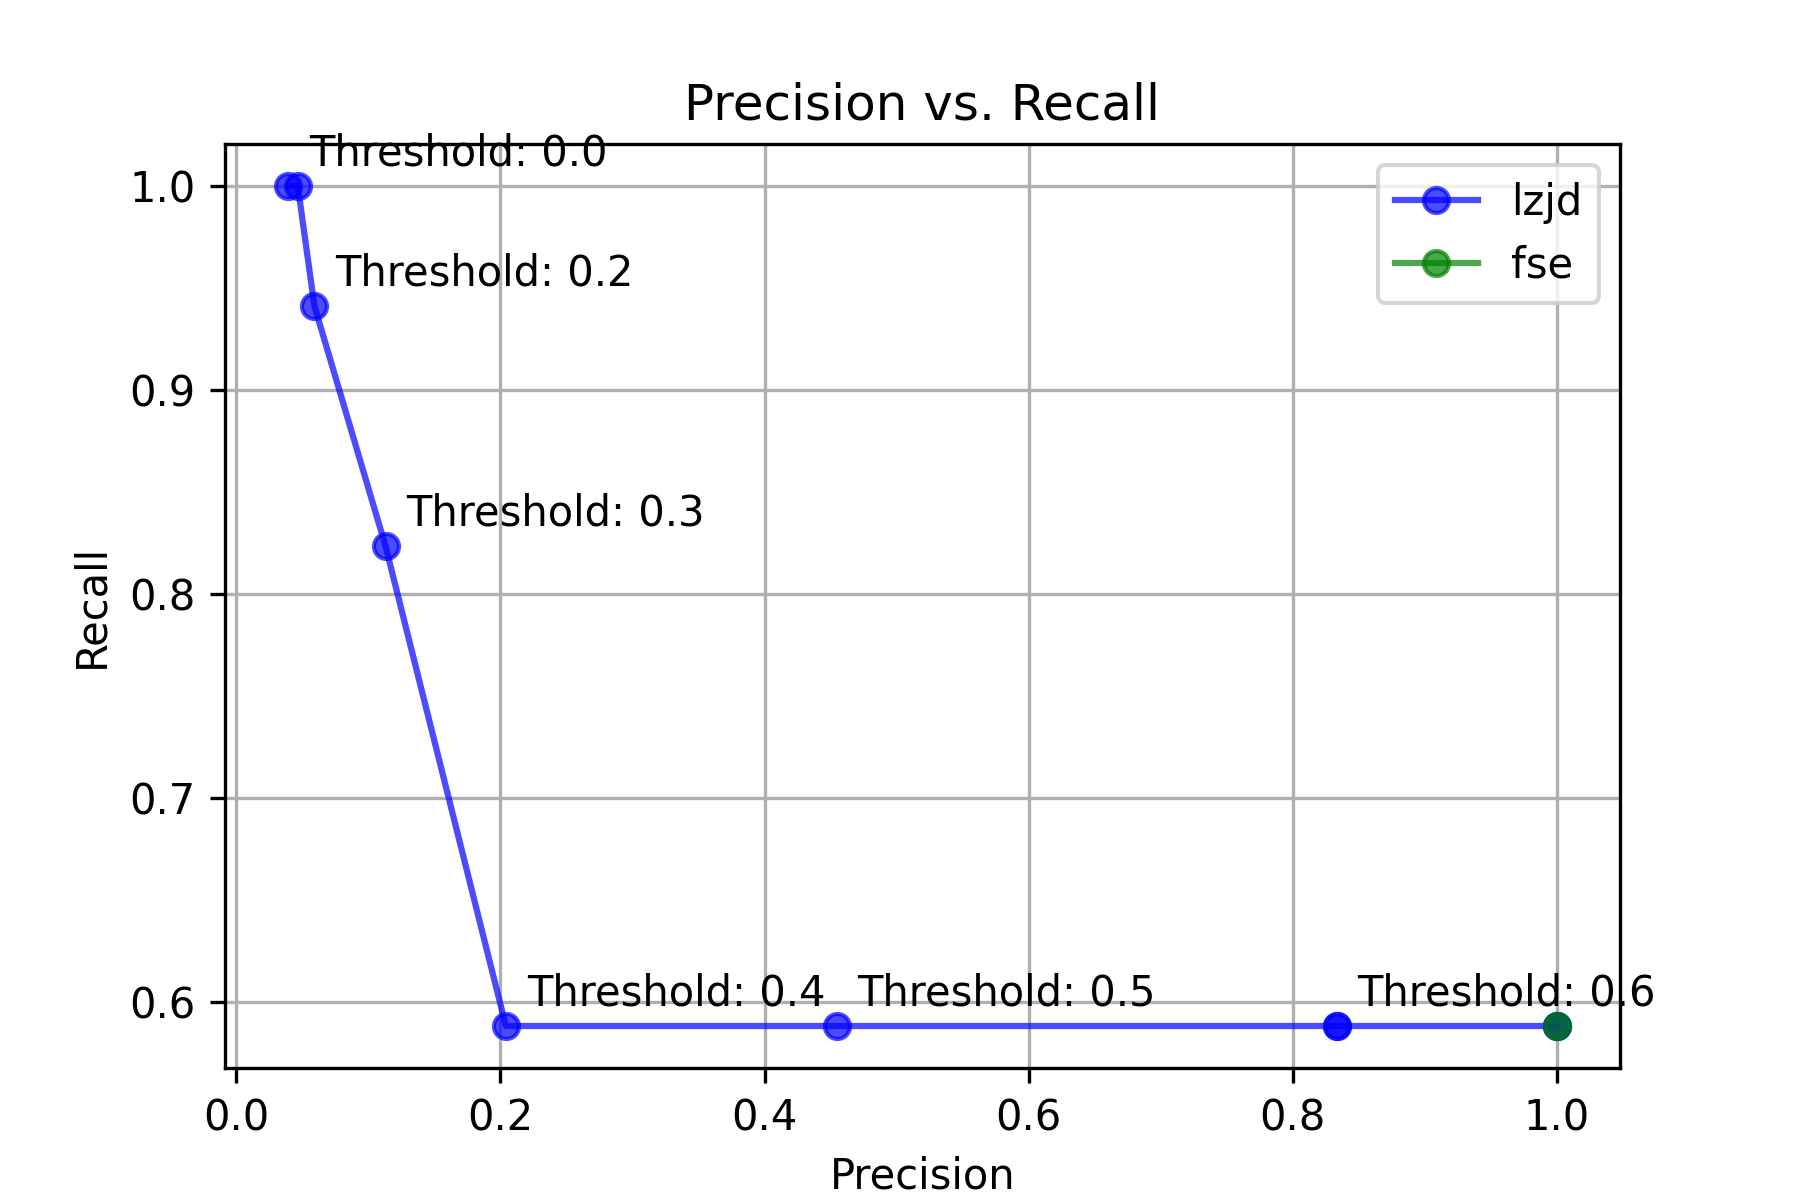 Precision vs. Recall
Threshold: 0.0
lzjd
fse
Threshold: 0.2
Threshold: 0.3
Threshold: 0.4
Threshold: 0.5
Threshold: 0.6
1.0
0.9
0.8
0.7
0.6
Recall
0.0
0.2
0.4
0.6
0.8
1.0
Precision